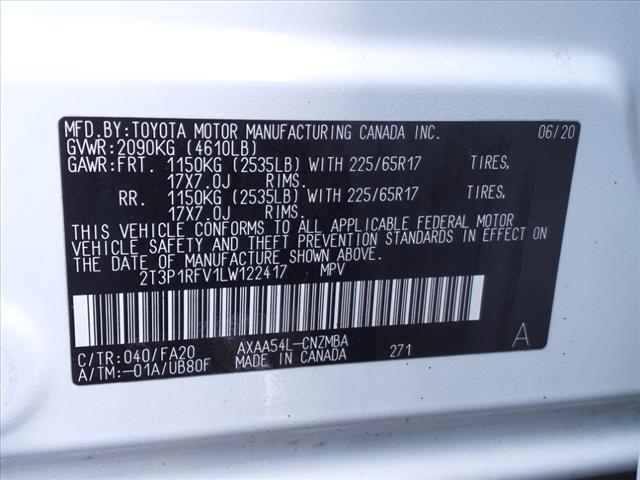 MFD.BY:TOYOTA MOTOR MANUFACTURING CANADA INC. 06/20
GVWR:2090KG (4610LB)
GAWR:FRT. 1150KG (2535LB) WITH 225/65R17 TIRES,
17X7.0J RIMS.
RR. 1150KG (2535LB) WITH 225/65R17 TIRES,
17X7.0J RIMS.
THIS VEHICLE CONFORMS TO ALL APPLICABLE FEDERAL MOTOR
VEHICLE SAFETY AND THEFT PREVENTION STANDARDS IN EFFECT ON
THE DATE OF MANUFACTURE SHOWN ABOVE.
2T3P1RFV1LW122417 MPV
C/TR:040/FA20 AXAA54L-CNZMBA A
A/TM:-01A/UB80F MADE IN CANADA 271